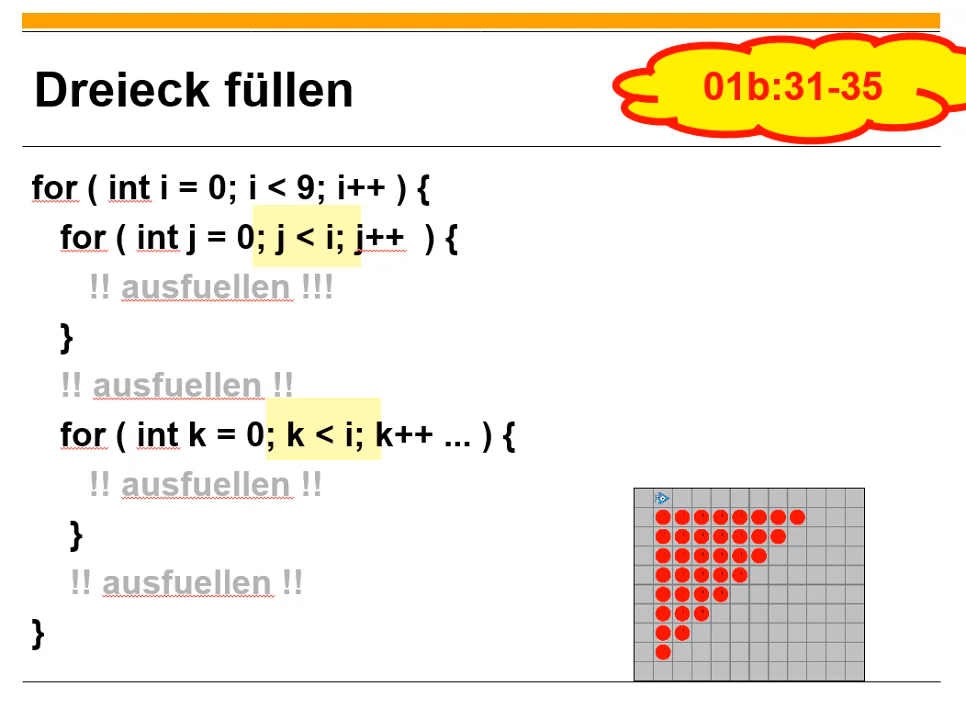 Dreieck füllen
01b:31-35
for ( int i = 0; i < 9; i++ ) {
for ( int j = 0; j < i; j++ ) {
!! ausfuellen !!!
}
!! ausfuellen !!
for ( int k = 0; k < i; k++ ... ) {
!! ausfuellen !!
}
!! ausfuellen !!
}